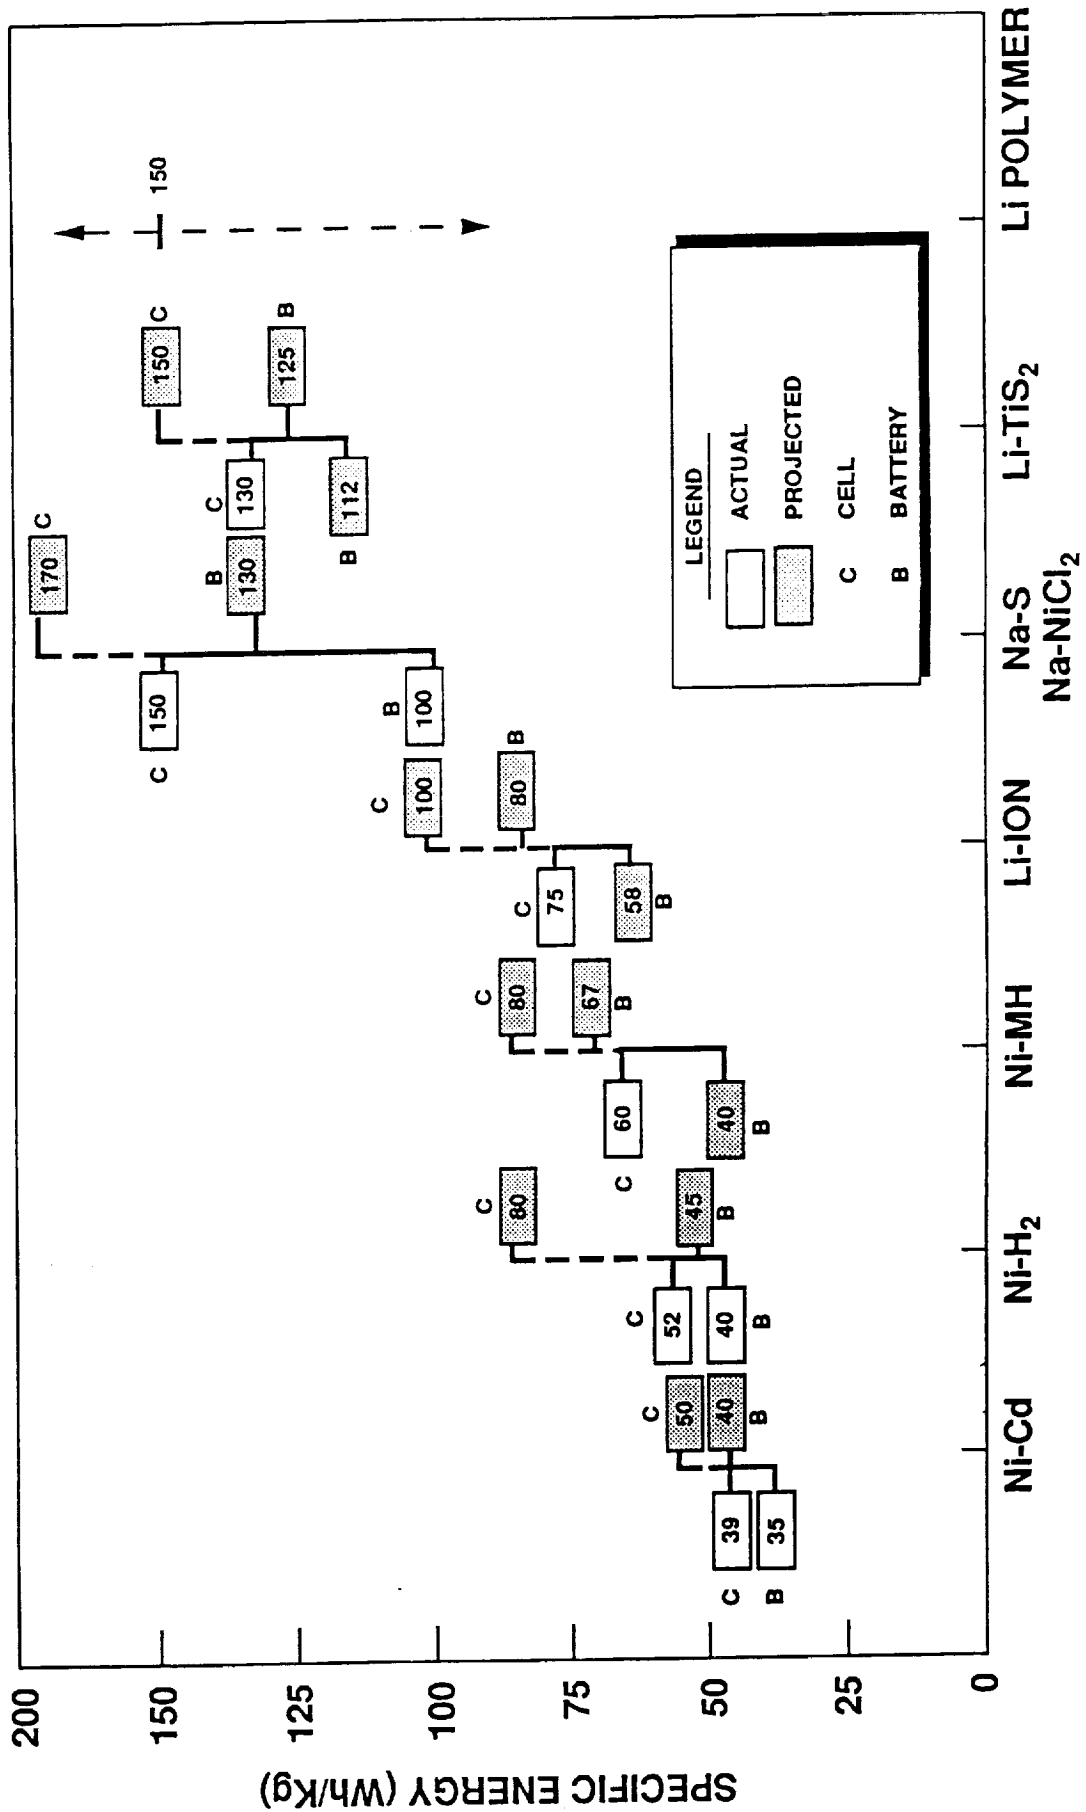 SPECIFIC ENERGY (Wh/Kg)
200
150
125
100
75
50
25
0
C
39
B
35
C
50
40
B
C
52
40
B
C
80
45
B
C
60
40
B
C
80
67
B
C
75
58
B
C
100
80
B
C
150
B
100
170
C
B
130
C
130
B
112
150
C
125
B
150
LEGEND
ACTUAL
PROJECTED
C CELL
B BATTERY
Ni-Cd
Ni-H2
Ni-MH
Li-ION
Na-S
Na-NiCl2
Li-TiS2
Li POLYMER